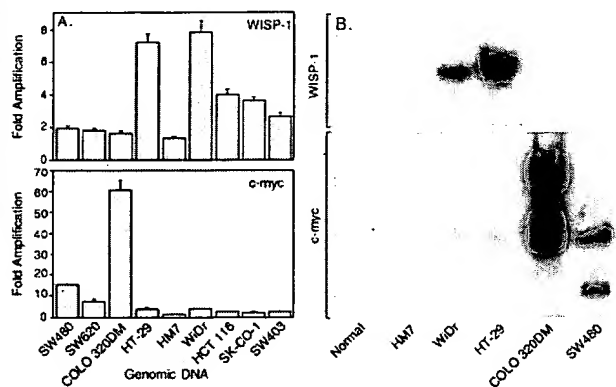 A.
WISP-1
Fold Amplification
8
6
4
2
0
c-myc
Fold Amplification
70
60
50
40
30
20
10
0
SW480
SW620
COLO 320DM
HT-29
HM7
WiDr
HCT 116
SK-CO-1
SW403
Genomic DNA
B.
WISP-1
c-myc
Normal
HM7
WiDr
HT-29
COLO 320DM
SW480